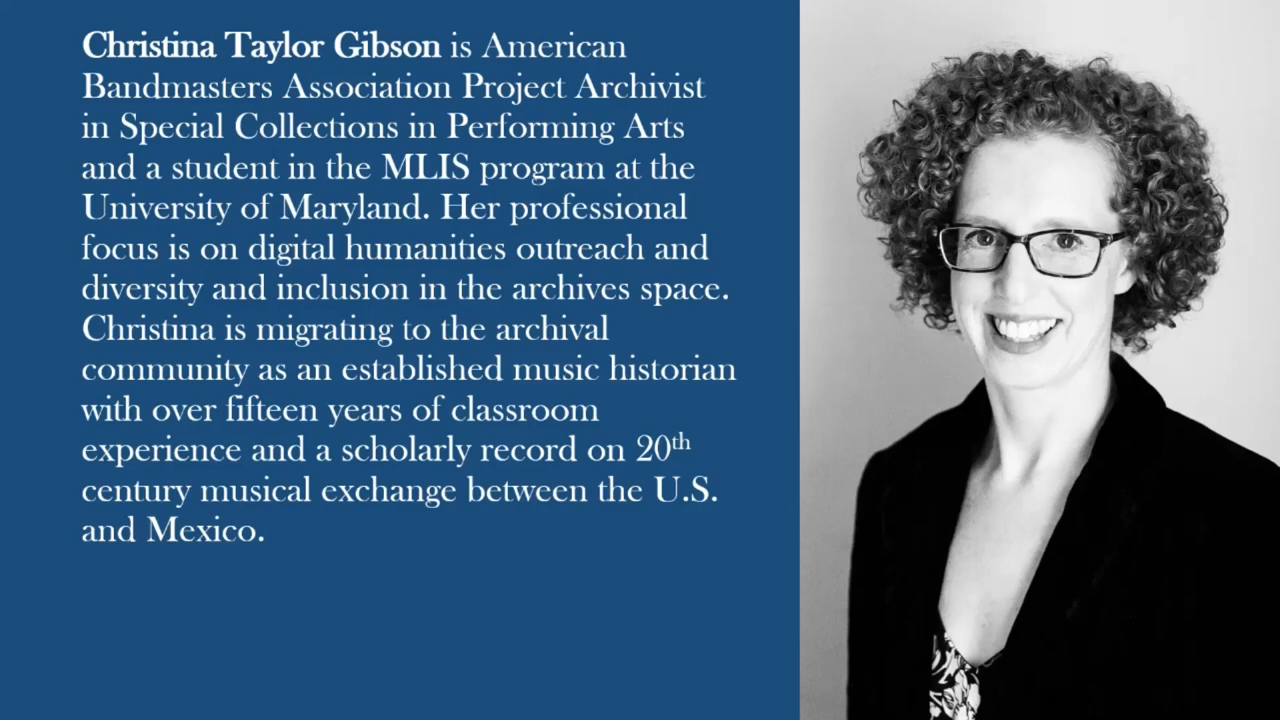 Christina Taylor Gibson is American
Bandmasters Association Project Archivist
in Special Collections in Performing Arts
and a student in the MLIS program at the
University of Maryland. Her professional
focus is on digital humanities outreach and
diversity and inclusion in the archives space.
Christina is migrating to the archival
community as an established music historian
with over fifteen years of classroom
experience and a scholarly record on 20th
century musical exchange between the U.S.
and Mexico.